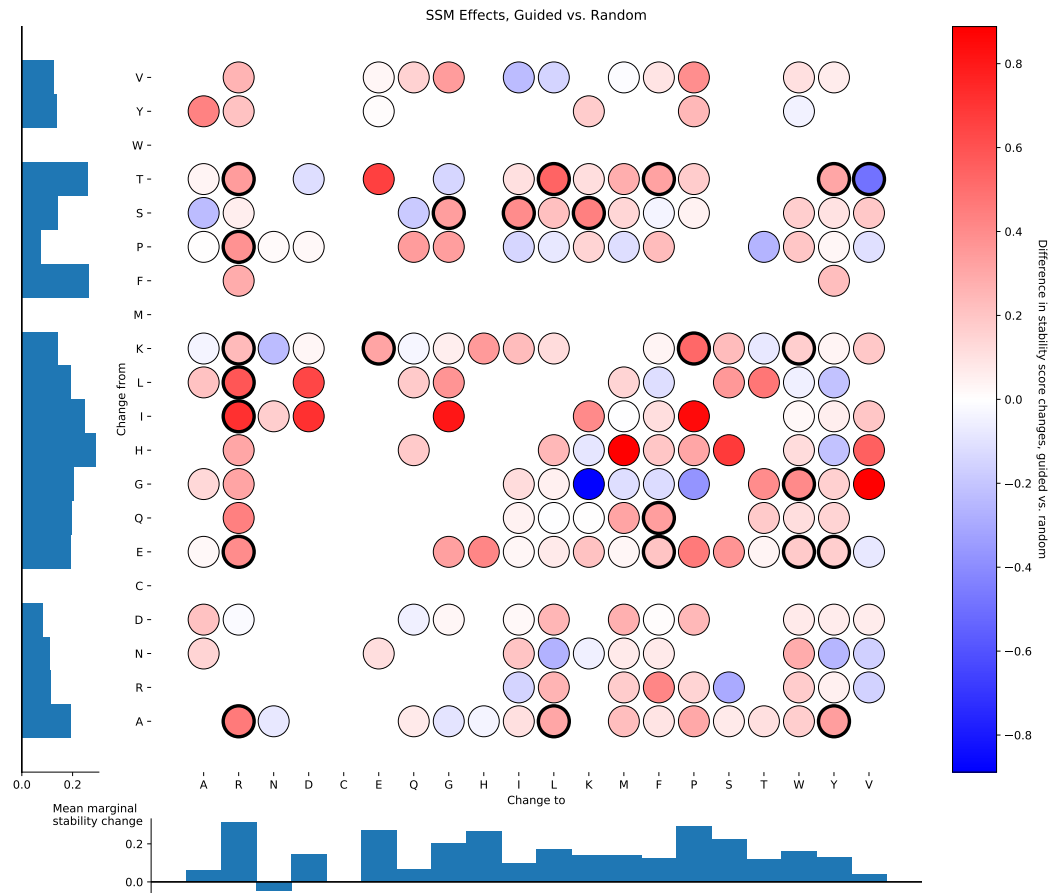 SSM Effects, Guided vs. Random
V
Y
W
T
S
P
F
M
K
L
I
H
G
Q
E
C
D
N
R
A
Change from
0.0 0.2
Mean marginal
stability change
A R N D C E Q G H I L K M F P S T W Y V
Change to
0.2
0.0
0.8
0.6
0.4
0.2
0.0
−0.2
−0.4
−0.6
−0.8
Difference in stability score changes, guided vs. random